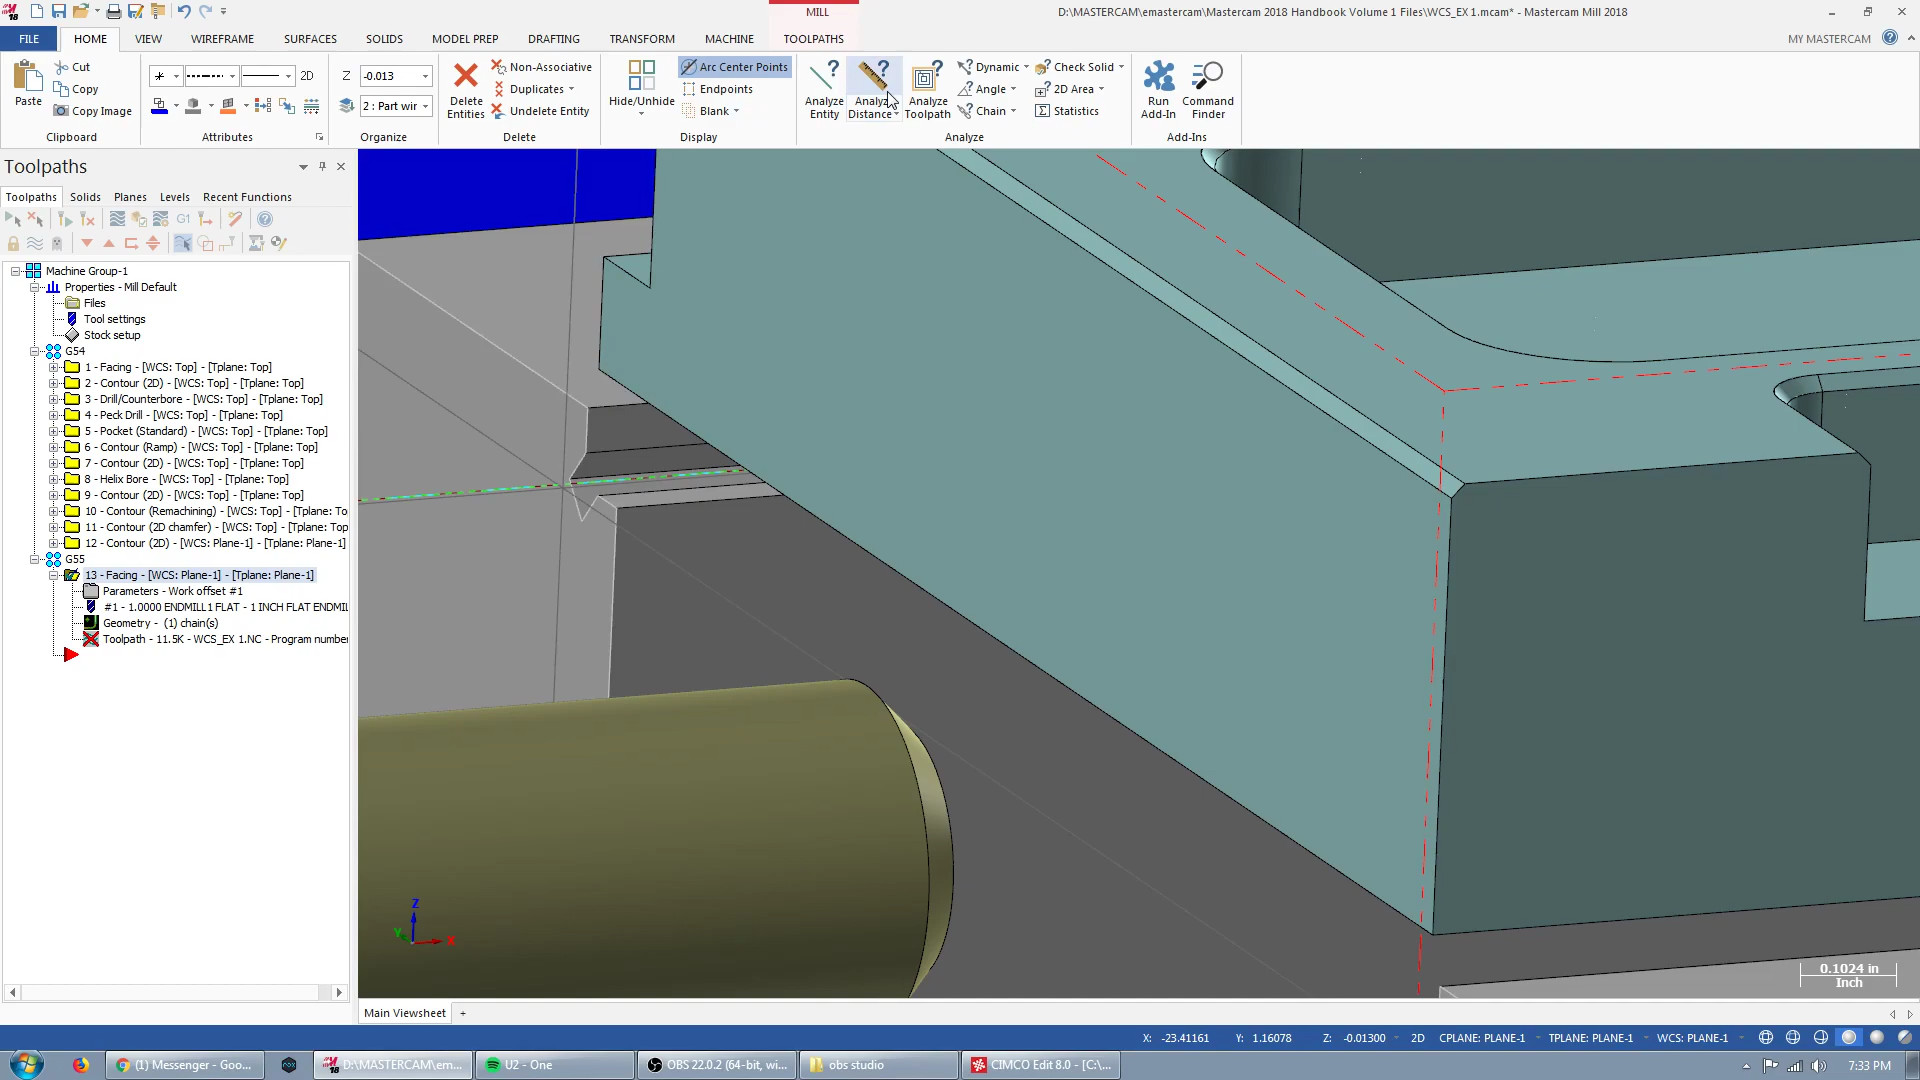 MILL
D:\MASTERCAM\emastercam\Mastercam 2018 Handbook Volume 1 Files\WCS_EX 1.mcam* - Mastercam Mill 2018
FILE HOME VIEW WIREFRAME SURFACES SOLIDS MODEL PREP DRAFTING TRANSFORM MACHINE TOOLPATHS MY MASTERCAM
Paste
Cut
Copy
Copy Image
Clipboard
2D
Attributes
Z -0.013
2 : Part wir
Organize
Delete Entities
Non-Associative
Duplicates
Undelete Entity
Delete
Hide/Unhide
Arc Center Points
Endpoints
Blank
Display
Analyze Entity
Analyze Distance
Analyze Toolpath
Dynamic
Angle
Chain
Check Solid
2D Area
Statistics
Analyze
Run Add-In
Command Finder
Add-Ins
Toolpaths
Toolpaths Solids Planes Levels Recent Functions
G1
Machine Group-1
Properties - Mill Default
Files
Tool settings
Stock setup
G54
1 - Facing - [WCS: Top] - [Tplane: Top]
2 - Contour (2D) - [WCS: Top] - [Tplane: Top]
3 - Drill/Counterbore - [WCS: Top] - [Tplane: Top]
4 - Peck Drill - [WCS: Top] - [Tplane: Top]
5 - Pocket (Standard) - [WCS: Top] - [Tplane: Top]
6 - Contour (Ramp) - [WCS: Top] - [Tplane: Top]
7 - Contour (2D) - [WCS: Top] - [Tplane: Top]
8 - Helix Bore - [WCS: Top] - [Tplane: Top]
9 - Contour (2D) - [WCS: Top] - [Tplane: Top]
10 - Contour (Remachining) - [WCS: Top] - [Tplane: To
11 - Contour (2D chamfer) - [WCS: Top] - [Tplane: Top
12 - Contour (2D) - [WCS: Plane-1] - [Tplane: Plane-1]
G55
13 - Facing - [WCS: Plane-1] - [Tplane: Plane-1]
Parameters - Work offset #1
#1 - 1.0000 ENDMILL1 FLAT - 1 INCH FLAT ENDMIL
Geometry - (1) chain(s)
Toolpath - 11.5K - WCS_EX 1.NC - Program number
Z
Y
X
0.1024 in
Inch
Main Viewsheet +
X: -23.41161 Y: 1.16078 Z: -0.01300 2D CPLANE: PLANE-1 TPLANE: PLANE-1 WCS: PLANE-1
(1) Messenger - Goo...
D:\MASTERCAM\em...
U2 - One
OBS 22.0.2 (64-bit, wi...
obs studio
CIMCO Edit 8.0 - [C:\...
7:33 PM